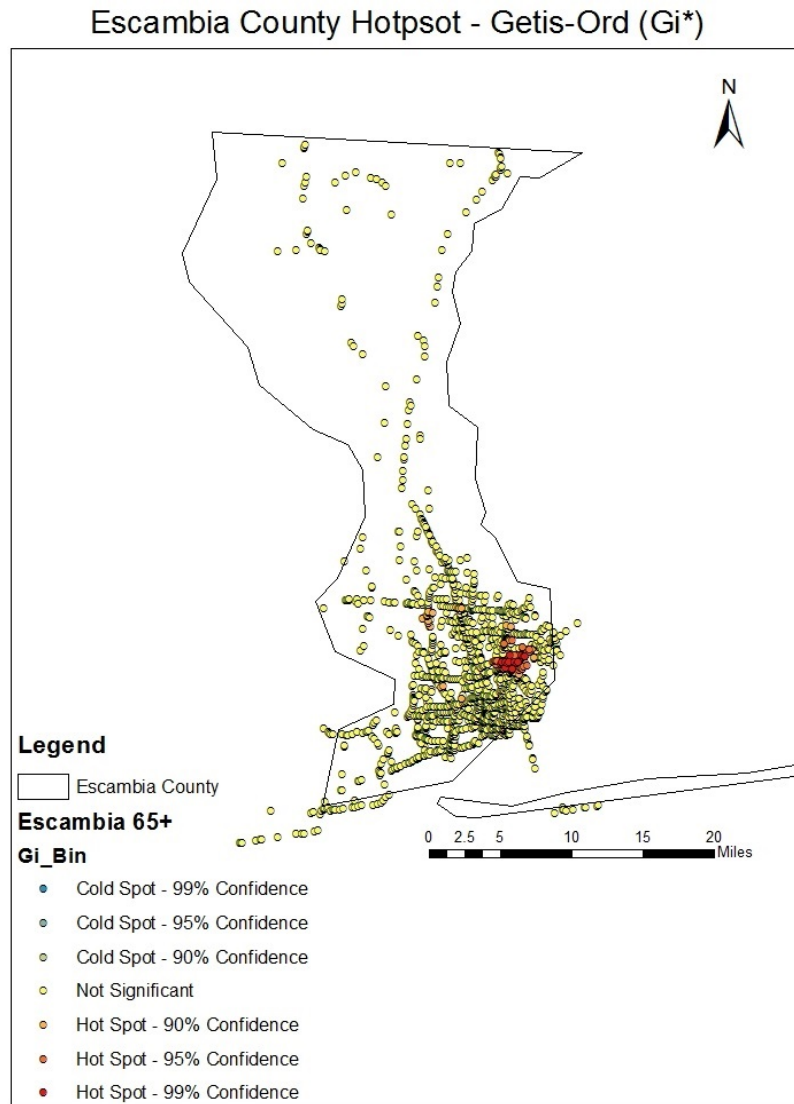 Escambia County Hotpsot - Getis-Ord (Gi*)
N
Legend
Escambia County
Escambia 65+
Gi_Bin
Cold Spot - 99% Confidence
Cold Spot - 95% Confidence
Cold Spot - 90% Confidence
Not Significant
Hot Spot - 90% Confidence
Hot Spot - 95% Confidence
Hot Spot - 99% Confidence
0 2.5 5 10 15 20
Miles